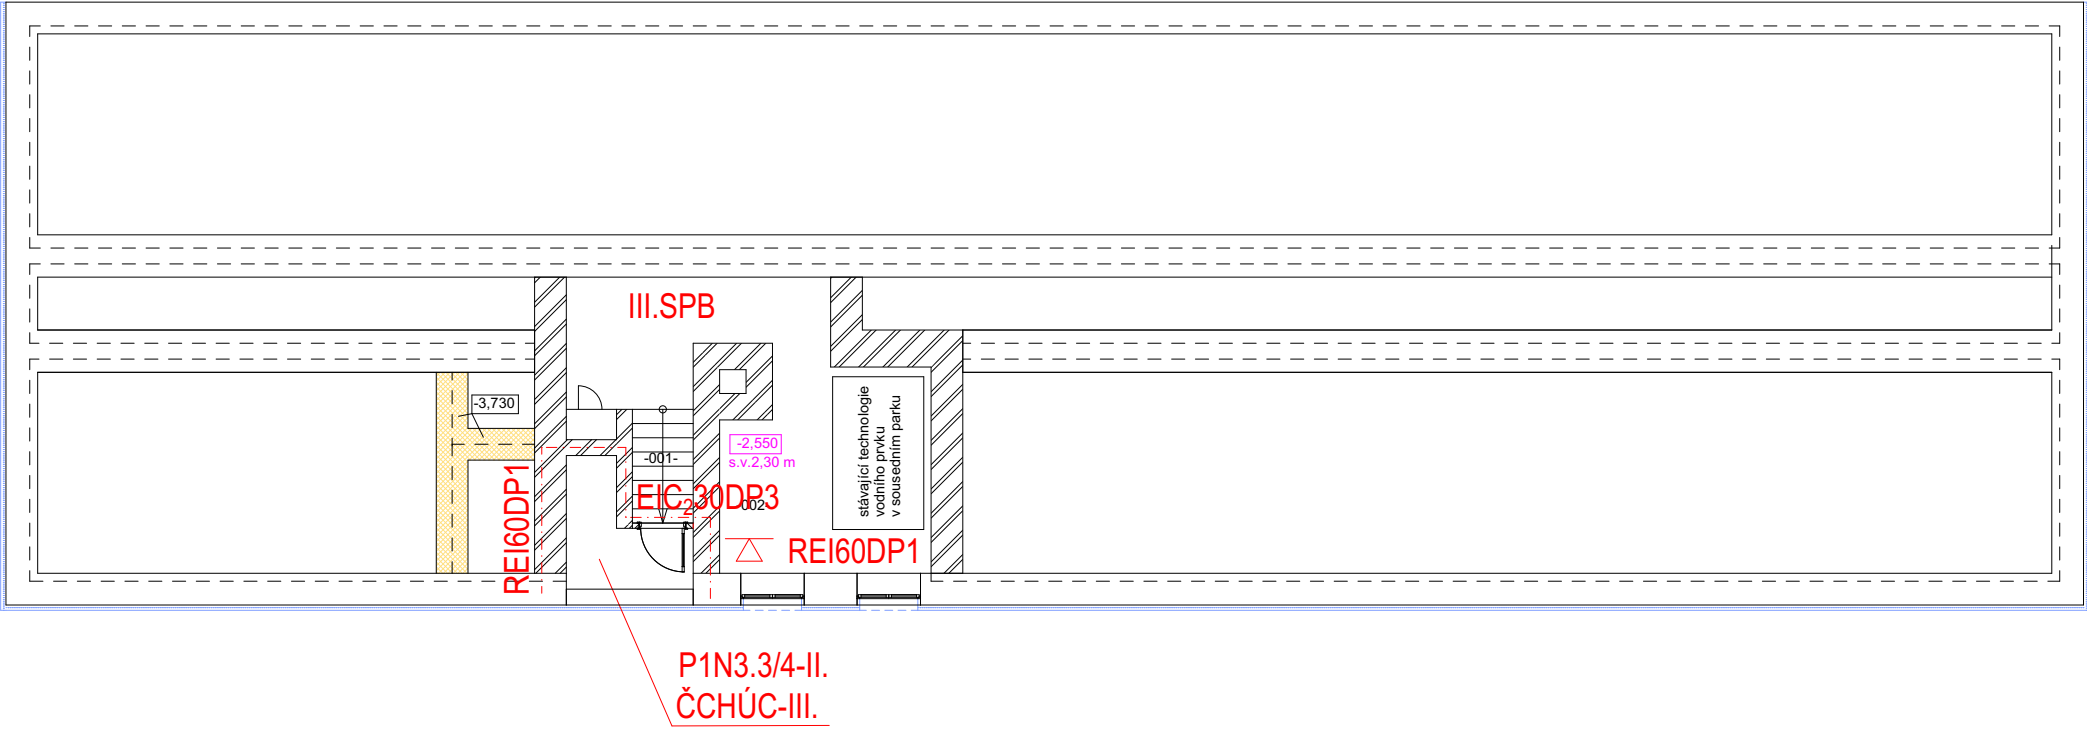 III.SPB
-3,730
stávající technologie
vodního prvku
v sousedním parku
-2,550
s.v.2,30 m
-001-
REI60DP1
EIC₂30DP3
002-
REI60DP1
P1N3.3/4-II.
ČCHÚC-III.